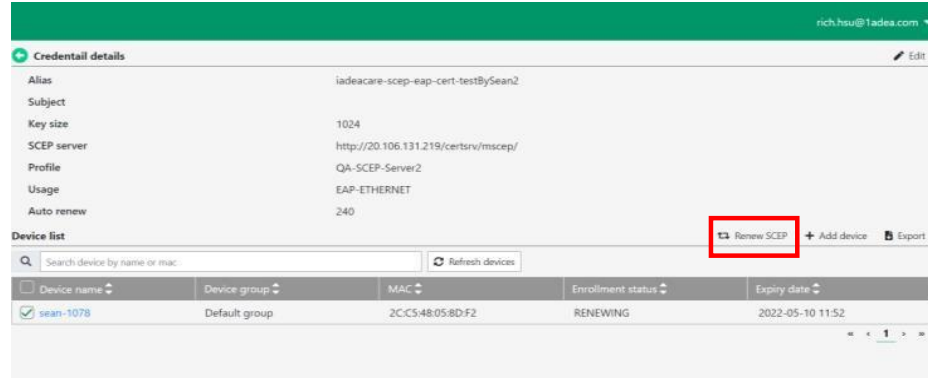 rich.hsu@1adea.com
Credentail details
Edit
Alias iadeacare-scep-eap-cert-testBySean2
Subject
Key size 1024
SCEP server http://20.106.131.219/certsrv/mscep/
Profile QA-SCEP-Server2
Usage EAP-ETHERNET
Auto renew 240
Device list
Renew SCEP + Add device Export
Search device by name or mac
Refresh devices
Device name Device group MAC Enrollment status Expiry date
sean-1078 Default group 2C:C5:48:05:8D:F2 RENEWING 2022-05-10 11:52
« ‹ 1 › »